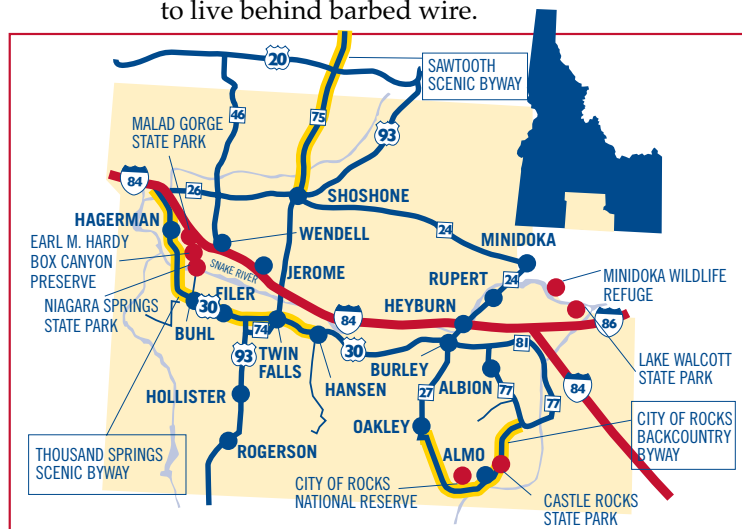 to live behind barbed wire.
20
SAWTOOTH
SCENIC BYWAY
46
75
93
MALAD GORGE
STATE PARK
84
26
SHOSHONE
HAGERMAN
WENDELL
24
MINIDOKA
EARL M. HARDY
BOX CANYON
PRESERVE
SNAKE RIVER
JEROME
RUPERT
24
MINIDOKA WILDLIFE
REFUGE
NIAGARA SPRINGS
STATE PARK
30
FILER
84
HEYBURN
86
BUHL
74
93
TWIN
FALLS
30
HANSEN
BURLEY
81
LAKE WALCOTT
STATE PARK
ALBION
77
84
HOLLISTER
27
77
OAKLEY
CITY OF ROCKS
BACKCOUNTRY
BYWAY
THOUSAND SPRINGS
SCENIC BYWAY
ROGERSON
ALMO
CITY OF ROCKS
NATIONAL RESERVE
CASTLE ROCKS
STATE PARK